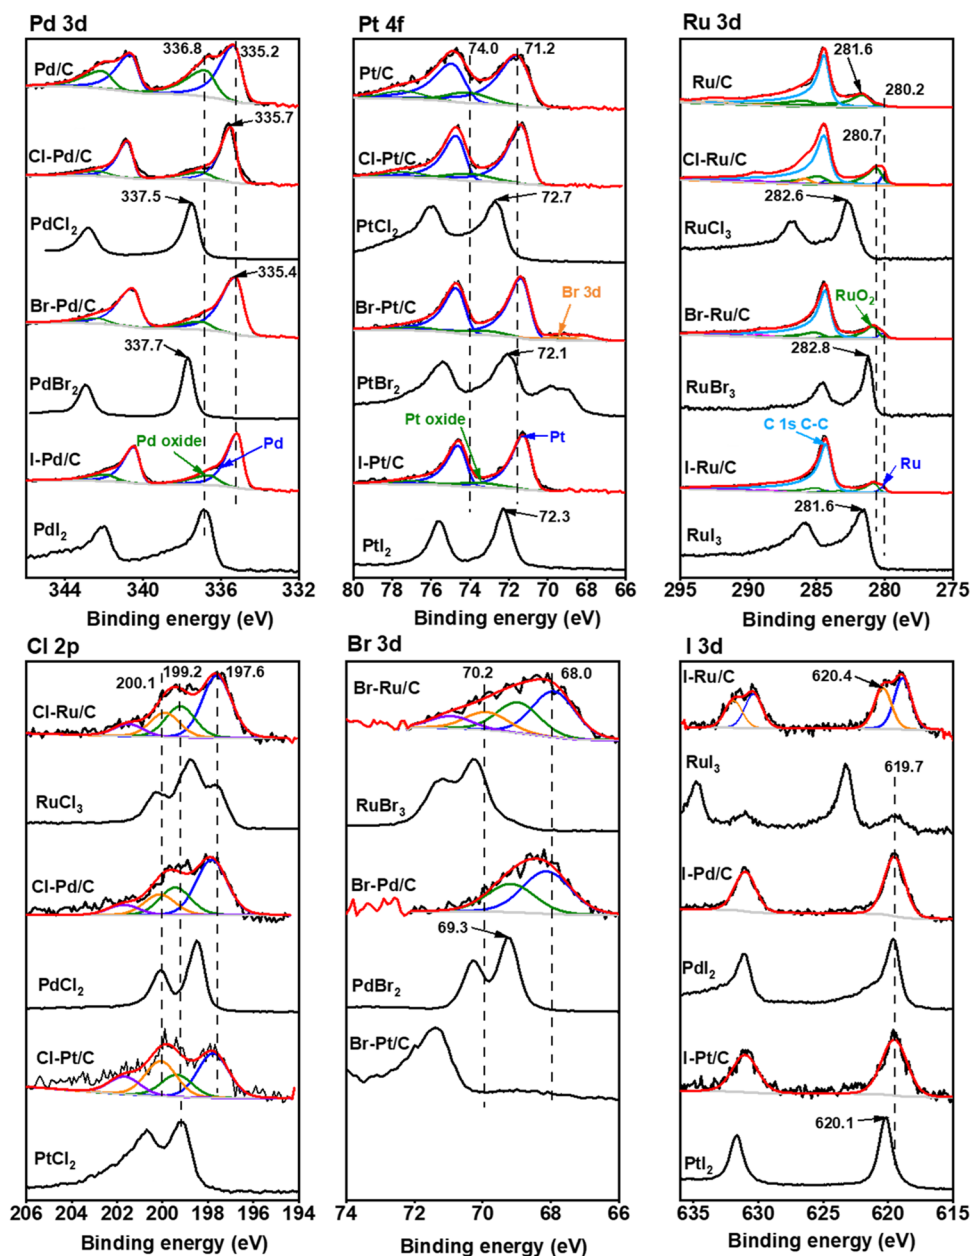 Pd 3d
336.8
335.2
Pd/C
335.7
Cl-Pd/C
337.5
PdCl2
335.4
Br-Pd/C
337.7
PdBr2
Pd oxide
Pd
I-Pd/C
PdI2
344
340
336
332
Binding energy (eV)
Pt 4f
74.0
71.2
Pt/C
Cl-Pt/C
72.7
PtCl2
Br 3d
Br-Pt/C
72.1
PtBr2
Pt oxide
Pt
I-Pt/C
72.3
PtI2
80 78 76 74 72 70 68 66
Binding energy (eV)
Ru 3d
281.6
Ru/C
280.2
280.7
Cl-Ru/C
282.6
RuCl3
RuO2
Br-Ru/C
282.8
RuBr3
C 1s C-C
I-Ru/C
Ru
281.6
RuI3
295 290 285 280 275
Binding energy (eV)
Cl 2p
200.1
199.2
197.6
Cl-Ru/C
RuCl3
Cl-Pd/C
PdCl2
Cl-Pt/C
PtCl2
206 204 202 200 198 196 194
Binding energy (eV)
Br 3d
70.2
68.0
Br-Ru/C
RuBr3
Br-Pd/C
69.3
PdBr2
Br-Pt/C
74 72 70 68 66
Binding energy (eV)
I 3d
I-Ru/C
620.4
RuI3
619.7
I-Pd/C
PdI2
I-Pt/C
620.1
PtI2
635 630 625 620 615
Binding energy (eV)